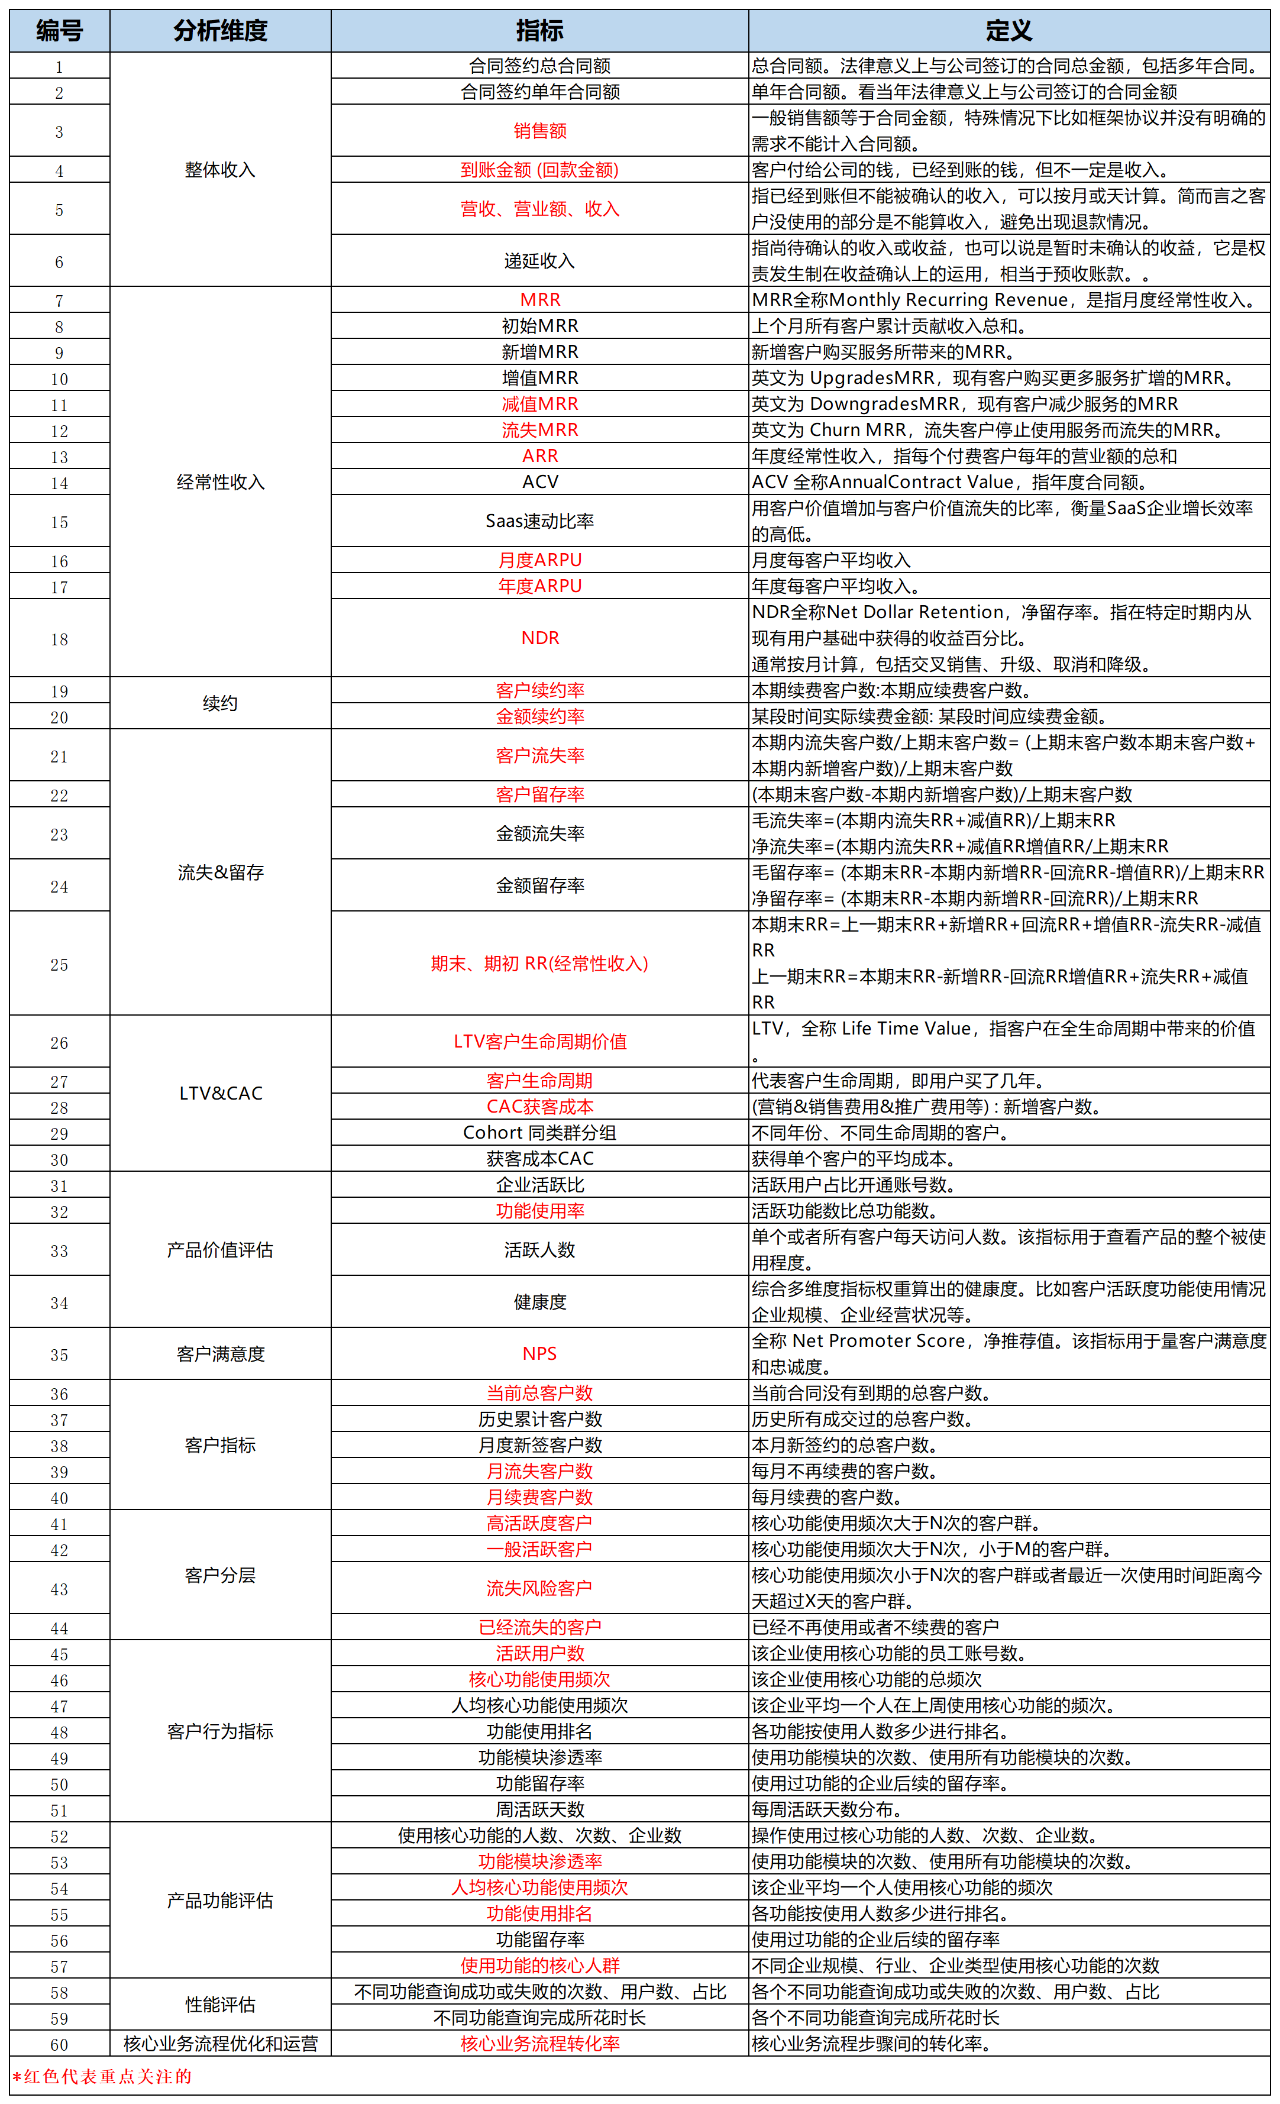 编号 分析维度 指标 定义
1 合同签约总合同额 总合同额。法律意义上与公司签订的合同总金额，包括多年合同。
2 合同签约单年合同额 单年合同额。看当年法律意义上与公司签订的合同金额
3 销售额 一般销售额等于合同金额，特殊情况下比如框架协议并没有明确的
需求不能计入合同额。
整体收入
4 到账金额 (回款金额) 客户付给公司的钱，已经到账的钱，但不一定是收入。
5 营收、营业额、收入 指已经到账但不能被确认的收入，可以按月或天计算。简而言之客
户没使用的部分是不能算收入，避免出现退款情况。
6 递延收入 指尚待确认的收入或收益，也可以说是暂时未确认的收益，它是权
责发生制在收益确认上的运用，相当于预收账款。。
7 MRR MRR全称Monthly Recurring Revenue，是指月度经常性收入。
8 初始MRR 上个月所有客户累计贡献收入总和。
9 新增MRR 新增客户购买服务所带来的MRR。
10 增值MRR 英文为 UpgradesMRR，现有客户购买更多服务扩增的MRR。
11 减值MRR 英文为 DowngradesMRR，现有客户减少服务的MRR
12 流失MRR 英文为 Churn MRR，流失客户停止使用服务而流失的MRR。
13 ARR 年度经常性收入，指每个付费客户每年的营业额的总和
经常性收入
14 ACV ACV 全称AnnualContract Value，指年度合同额。
15 Saas速动比率 用客户价值增加与客户价值流失的比率，衡量SaaS企业增长效率
的高低。
16 月度ARPU 月度每客户平均收入
17 年度ARPU 年度每客户平均收入。
18 NDR NDR全称Net Dollar Retention，净留存率。指在特定时期内从
现有用户基础中获得的收益百分比。
通常按月计算，包括交叉销售、升级、取消和降级。
续约
19 客户续约率 本期续费客户数:本期应续费客户数。
20 金额续约率 某段时间实际续费金额: 某段时间应续费金额。
21 客户流失率 本期内流失客户数/上期末客户数= (上期末客户数本期末客户数+
本期内新增客户数)/上期末客户数
22 客户留存率 (本期末客户数-本期内新增客户数)/上期末客户数
23 金额流失率 毛流失率=(本期内流失RR+减值RR)/上期末RR
净流失率=(本期内流失RR+减值RR增值RR/上期末RR
流失&留存
24 金额留存率 毛留存率= (本期末RR-本期内新增RR-回流RR-增值RR)/上期末RR
净留存率= (本期末RR-本期内新增RR-回流RR)/上期末RR
25 期末、期初 RR(经常性收入) 本期末RR=上一期末RR+新增RR+回流RR+增值RR-流失RR-减值
RR
上一期末RR=本期末RR-新增RR-回流RR增值RR+流失RR+减值
RR
26 LTV客户生命周期价值 LTV，全称 Life Time Value，指客户在全生命周期中带来的价值
。
27 客户生命周期 代表客户生命周期，即用户买了几年。
LTV&CAC
28 CAC获客成本 (营销&销售费用&推广费用等) : 新增客户数。
29 Cohort 同类群分组 不同年份、不同生命周期的客户。
30 获客成本CAC 获得单个客户的平均成本。
31 企业活跃比 活跃用户占比开通账号数。
32 功能使用率 活跃功能数比总功能数。
33 产品价值评估 活跃人数 单个或者所有客户每天访问人数。该指标用于查看产品的整个被使
用程度。
34 健康度 综合多维度指标权重算出的健康度。比如客户活跃度功能使用情况
企业规模、企业经营状况等。
35 客户满意度 NPS 全称 Net Promoter Score，净推荐值。该指标用于量客户满意度
和忠诚度。
36 当前总客户数 当前合同没有到期的总客户数。
37 历史累计客户数 历史所有成交过的总客户数。
38 客户指标 月度新签客户数 本月新签约的总客户数。
39 月流失客户数 每月不再续费的客户数。
40 月续费客户数 每月续费的客户数。
41 高活跃度客户 核心功能使用频次大于N次的客户群。
42 一般活跃客户 核心功能使用频次大于N次，小于M的客户群。
客户分层
43 流失风险客户 核心功能使用频次小于N次的客户群或者最近一次使用时间距离今
天超过X天的客户群。
44 已经流失的客户 已经不再使用或者不续费的客户
45 活跃用户数 该企业使用核心功能的员工账号数。
46 核心功能使用频次 该企业使用核心功能的总频次
47 人均核心功能使用频次 该企业平均一个人在上周使用核心功能的频次。
48 客户行为指标 功能使用排名 各功能按使用人数多少进行排名。
49 功能模块渗透率 使用功能模块的次数、使用所有功能模块的次数。
50 功能留存率 使用过功能的企业后续的留存率。
51 周活跃天数 每周活跃天数分布。
52 使用核心功能的人数、次数、企业数 操作使用过核心功能的人数、次数、企业数。
53 功能模块渗透率 使用功能模块的次数、使用所有功能模块的次数。
54 人均核心功能使用频次 该企业平均一个人使用核心功能的频次
产品功能评估
55 功能使用排名 各功能按使用人数多少进行排名。
56 功能留存率 使用过功能的企业后续的留存率
57 使用功能的核心人群 不同企业规模、行业、企业类型使用核心功能的次数
58 不同功能查询成功或失败的次数、用户数、占比 各个不同功能查询成功或失败的次数、用户数、占比
性能评估
59 不同功能查询完成所花时长 各个不同功能查询完成所花时长
60 核心业务流程优化和运营 核心业务流程转化率 核心业务流程步骤间的转化率。
*红色代表重点关注的